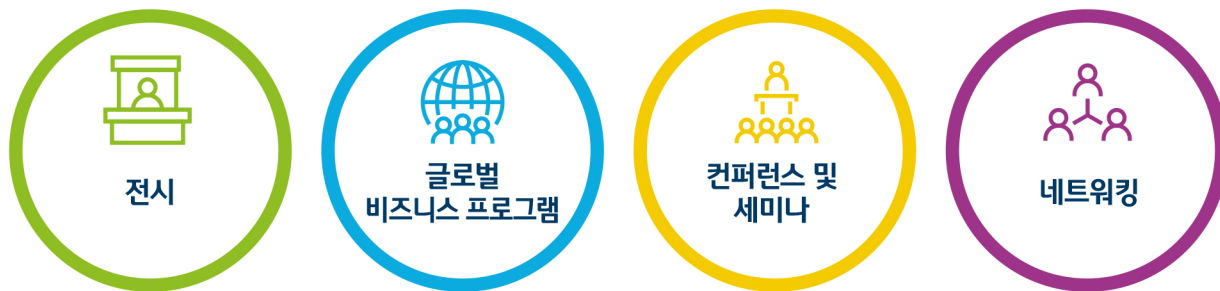 전시
글로벌
비즈니스 프로그램
컨퍼런스 및
세미나
네트워킹